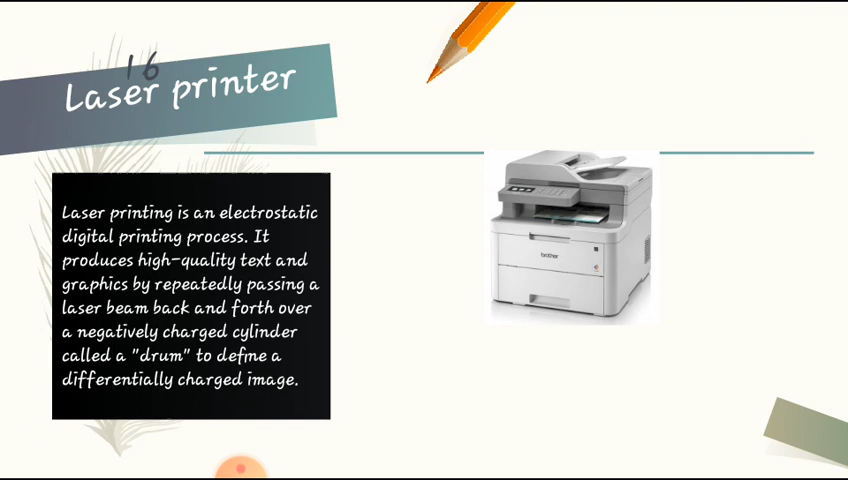 16
Laser printer
Laser printing is an electrostatic
digital printing process. It
produces high-quality text and
graphics by repeatedly passing a
laser beam back and forth over
a negatively charged cylinder
called a "drum" to define a
differentially charged image.
brother